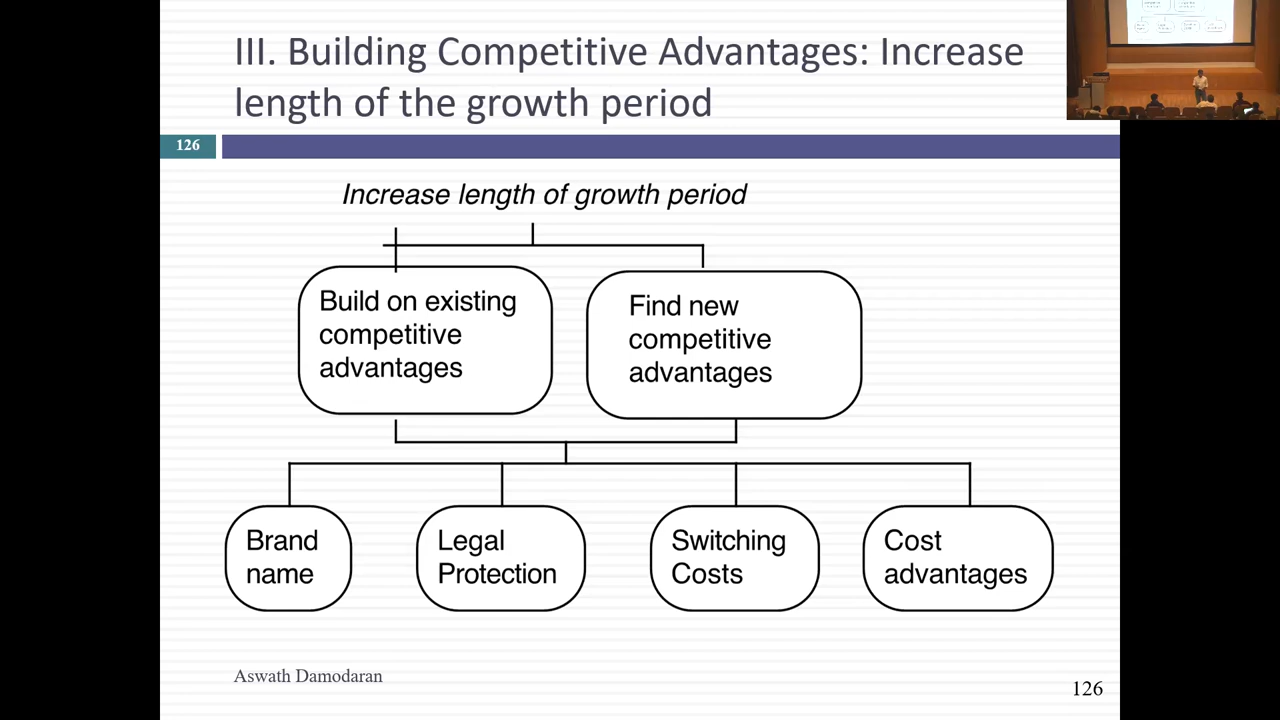 III. Building Competitive Advantages: Increase
length of the growth period
126
Increase length of growth period
Build on existing
competitive
advantages
Find new
competitive
advantages
Brand
name
Legal
Protection
Switching
Costs
Cost
advantages
Aswath Damodaran
126